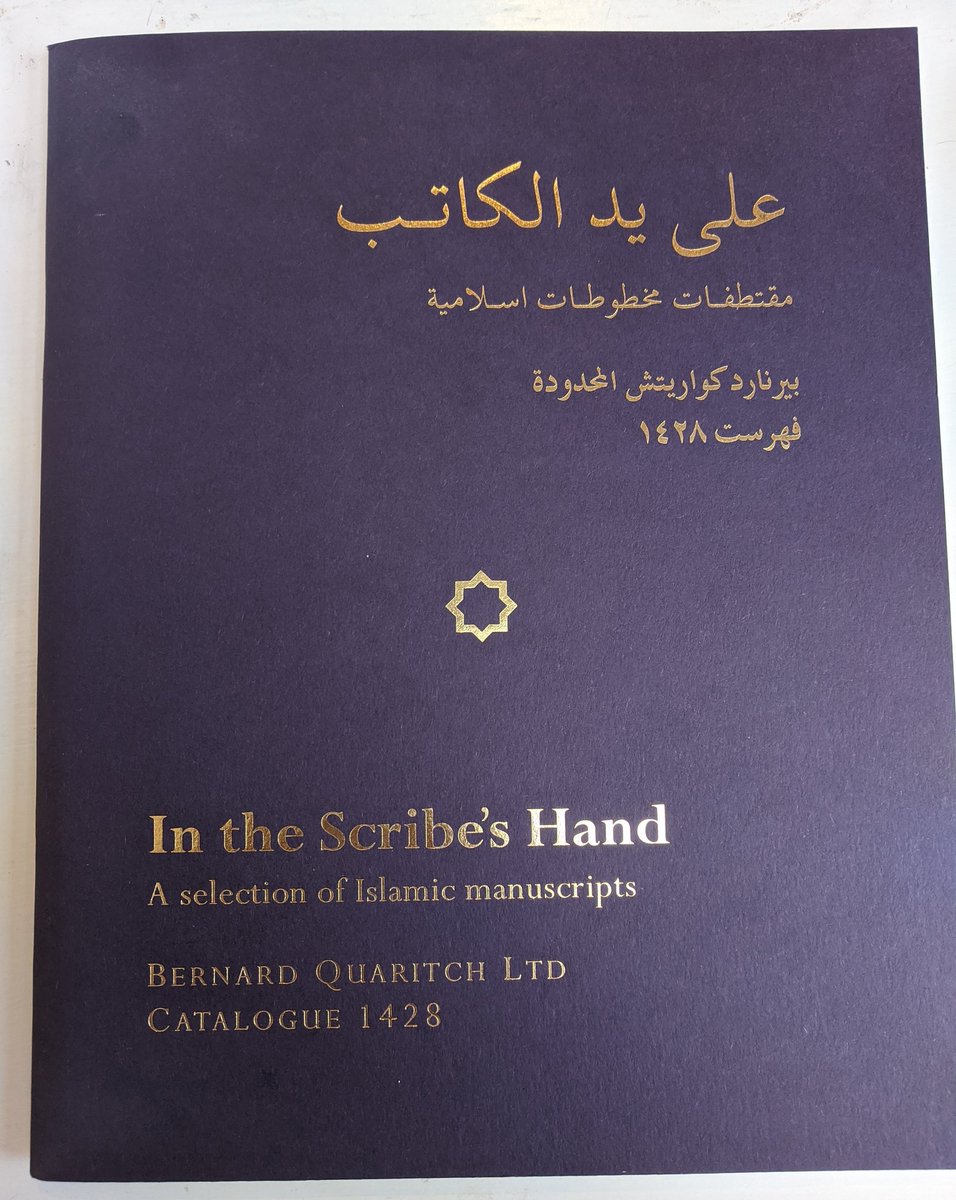 على يد الكاتب
مقتطفات مخطوطات اسلامية
بيرنارد كواريتش المحدودة
فهرست ١٤٢٨
In the Scribe's Hand
A selection of Islamic manuscripts
BERNARD QUARITCH LTD
CATALOGUE 1428